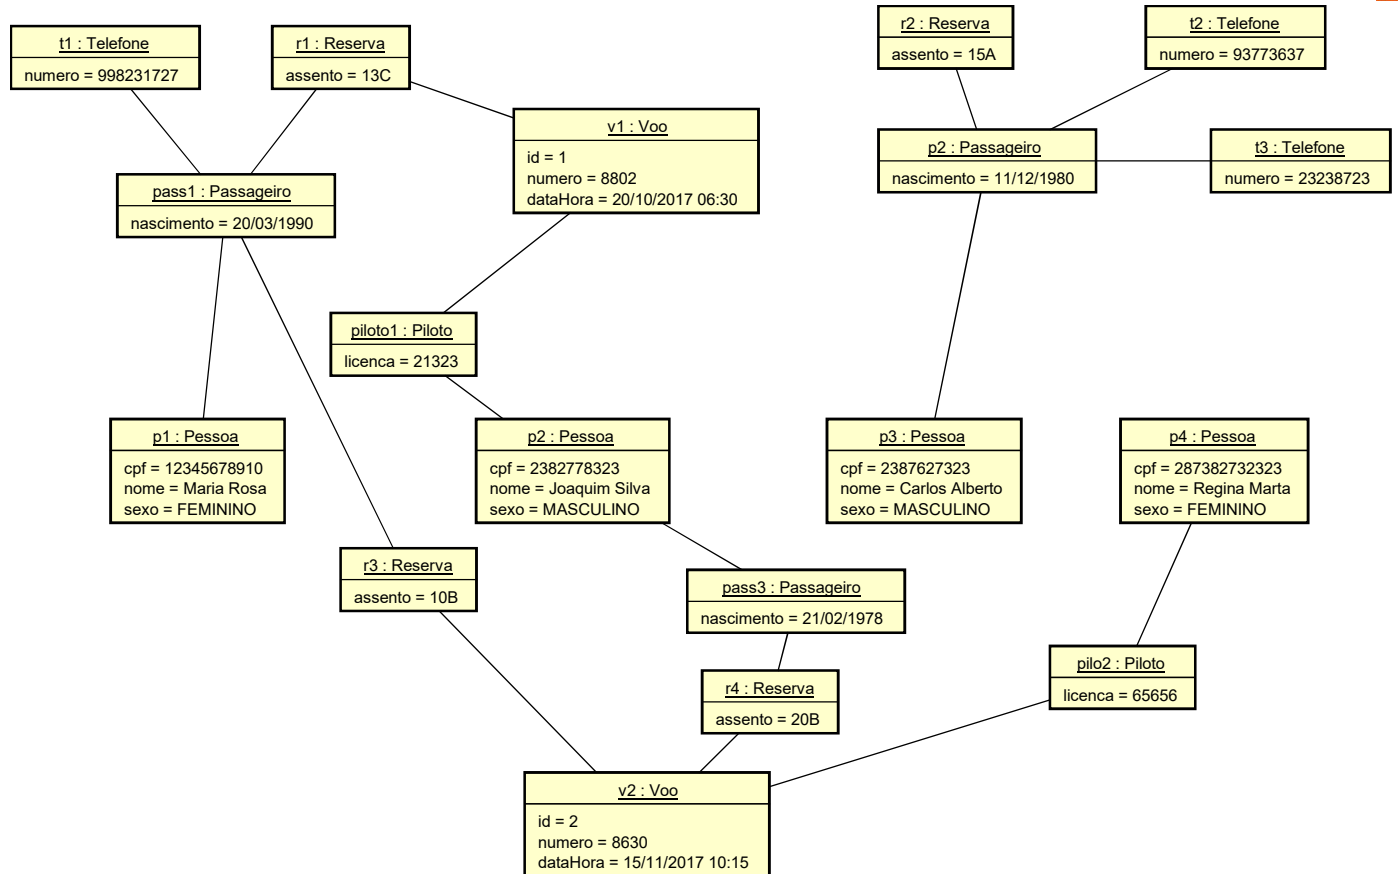 t1 : Telefone
numero = 998231727
r1 : Reserva
assento = 13C
r2 : Reserva
assento = 15A
t2 : Telefone
numero = 93773637
v1 : Voo
id = 1
numero = 8802
dataHora = 20/10/2017 06:30
p2 : Passageiro
nascimento = 11/12/1980
t3 : Telefone
numero = 23238723
pass1 : Passageiro
nascimento = 20/03/1990
piloto1 : Piloto
licenca = 21323
p1 : Pessoa
cpf = 12345678910
nome = Maria Rosa
sexo = FEMININO
p2 : Pessoa
cpf = 2382778323
nome = Joaquim Silva
sexo = MASCULINO
p3 : Pessoa
cpf = 2387627323
nome = Carlos Alberto
sexo = MASCULINO
p4 : Pessoa
cpf = 287382732323
nome = Regina Marta
sexo = FEMININO
r3 : Reserva
assento = 10B
pass3 : Passageiro
nascimento = 21/02/1978
pilo2 : Piloto
licenca = 65656
r4 : Reserva
assento = 20B
v2 : Voo
id = 2
numero = 8630
dataHora = 15/11/2017 10:15